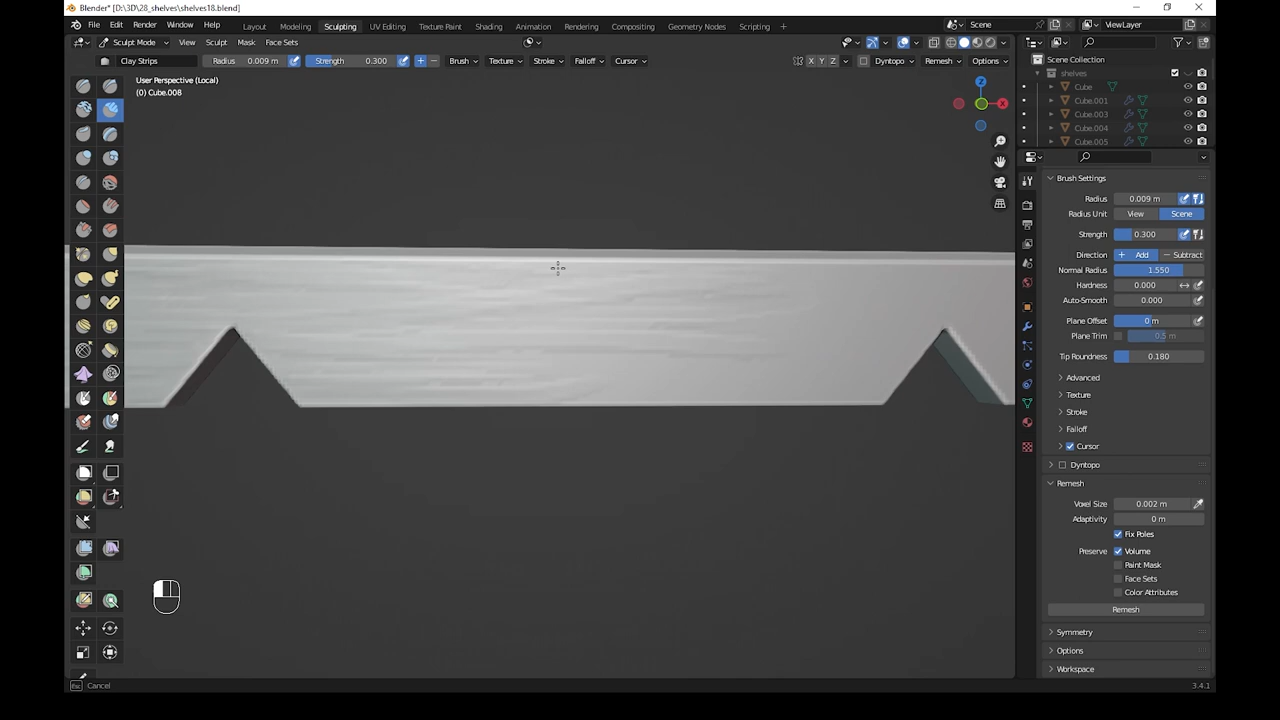 Blender* [D:\3D\28_shelves\shelves18.blend]
File Edit Render Window Help Layout Modeling Sculpting UV Editing Texture Paint Shading Animation Rendering Compositing Geometry Nodes Scripting + Scene ViewLayer
Sculpt Mode View Sculpt Mask Face Sets
Clay Strips Radius 0.009 m Strength 0.300 Brush Texture Stroke Falloff Cursor X Y Z Dyntopo Remesh Options
User Perspective (Local)
(0) Cube.008
Z
X
Scene Collection
shelves
Cube
Cube.001
Cube.003
Cube.004
Cube.005
Brush Settings
Radius 0.009 m
Radius Unit View Scene
Strength 0.300
Direction + Add − Subtract
Normal Radius 1.550
Hardness 0.000
Auto-Smooth 0.000
Plane Offset 0 m
Plane Trim 0.5 m
Tip Roundness 0.180
Advanced
Texture
Stroke
Falloff
Cursor
Dyntopo
Remesh
Voxel Size 0.002 m
Adaptivity 0 m
Fix Poles
Preserve Volume
Paint Mask
Face Sets
Color Attributes
Remesh
Symmetry
Options
Workspace
Esc Cancel
3.4.1